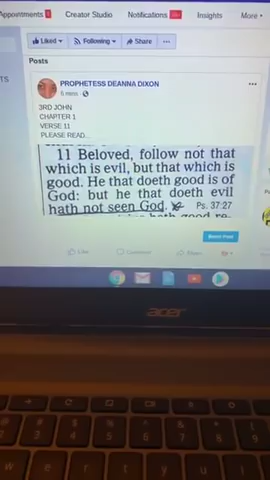 Appointments
Creator Studio
Notifications
Insights
More
Liked
Following
Share
Posts
PROPHETESS DEANNA DIXON
6 mins
3RD JOHN
CHAPTER 1
VERSE 11
PLEASE READ...
11 Beloved, follow not that
which is evil, but that which is
good. He that doeth good is of
God: but he that doeth evil
hath not seen God. Ps. 37:27
Boost Post
Like
Comment
Share
acer
w e r t y u i